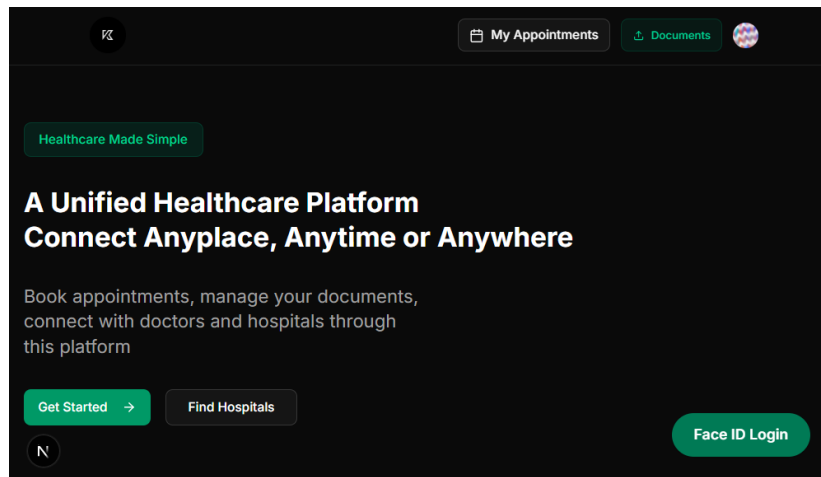 My Appointments
Documents
Healthcare Made Simple
A Unified Healthcare Platform
Connect Anyplace, Anytime or Anywhere
Book appointments, manage your documents,
connect with doctors and hospitals through
this platform
Get Started →
Find Hospitals
Face ID Login
N